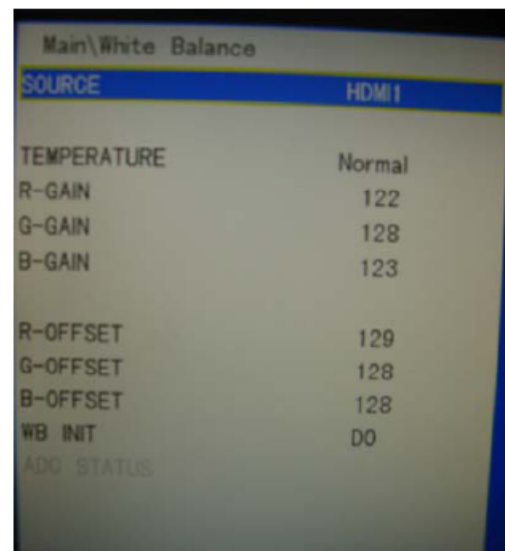 Main\White Balance
SOURCE HDMI1
TEMPERATURE Normal
R-GAIN 122
G-GAIN 128
B-GAIN 123
R-OFFSET 129
G-OFFSET 128
B-OFFSET 128
WB INIT DO
ADC STATUS